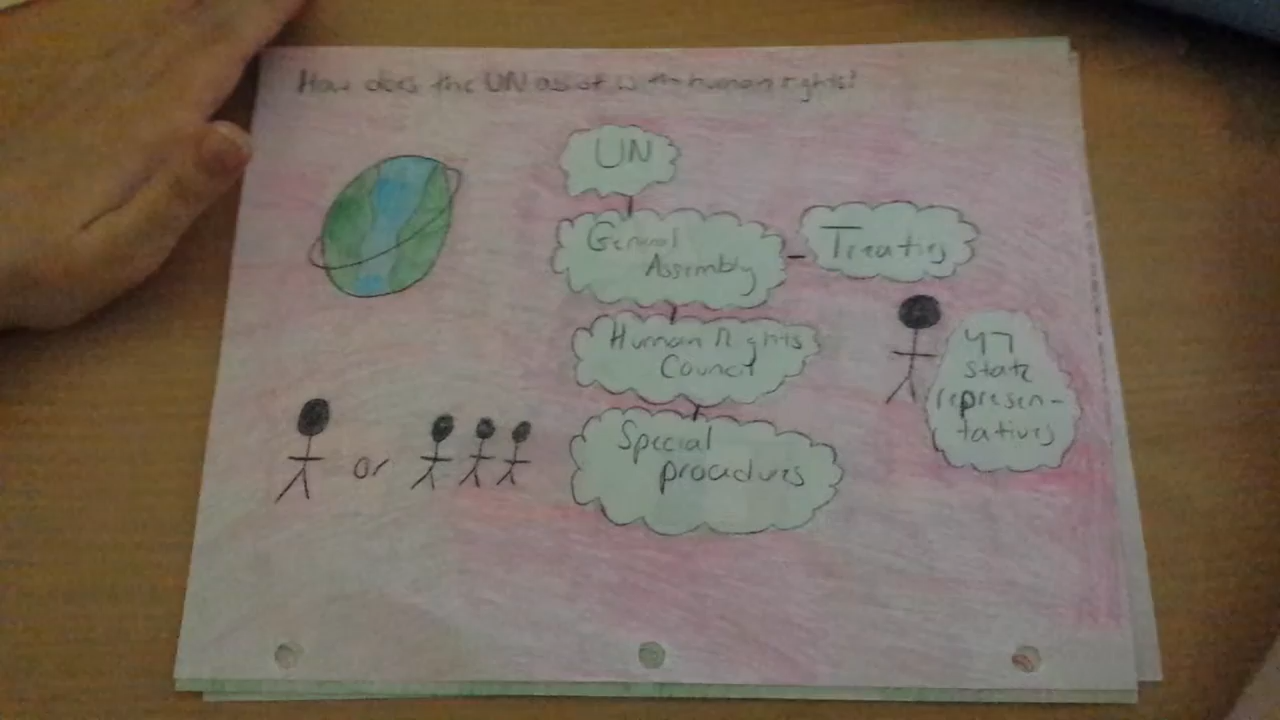 How does the UN assist with human rights?
UN
General
Assembly
Treaties
Human Rights
Council
47
state
represen-
tatives
Special
procedures
or